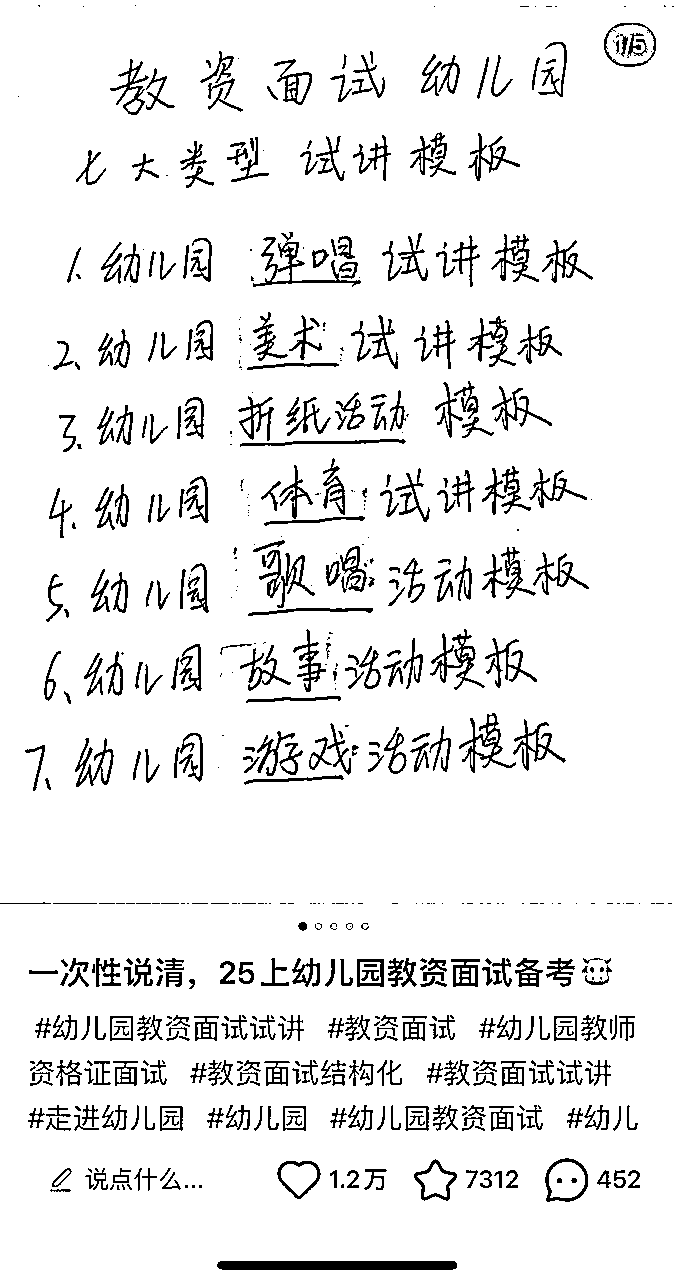 1/5
教资面试 幼儿园
七大类型 试讲模板
1.幼儿园 弹唱 试讲模板
2.幼儿园 美术 试讲模板
3.幼儿园 折纸活动 模板
4.幼儿园 体育 试讲模板
5.幼儿园 歌唱 活动模板
6、幼儿园 故事 活动模板
7.幼儿园 游戏 活动模板
一次性说清，25上幼儿园教资面试备考
#幼儿园教资面试试讲 #教资面试 #幼儿园教师
资格证面试 #教资面试结构化 #教资面试试讲
#走进幼儿园 #幼儿园 #幼儿园教资面试 #幼儿
说点什么... 1.2万 7312 452